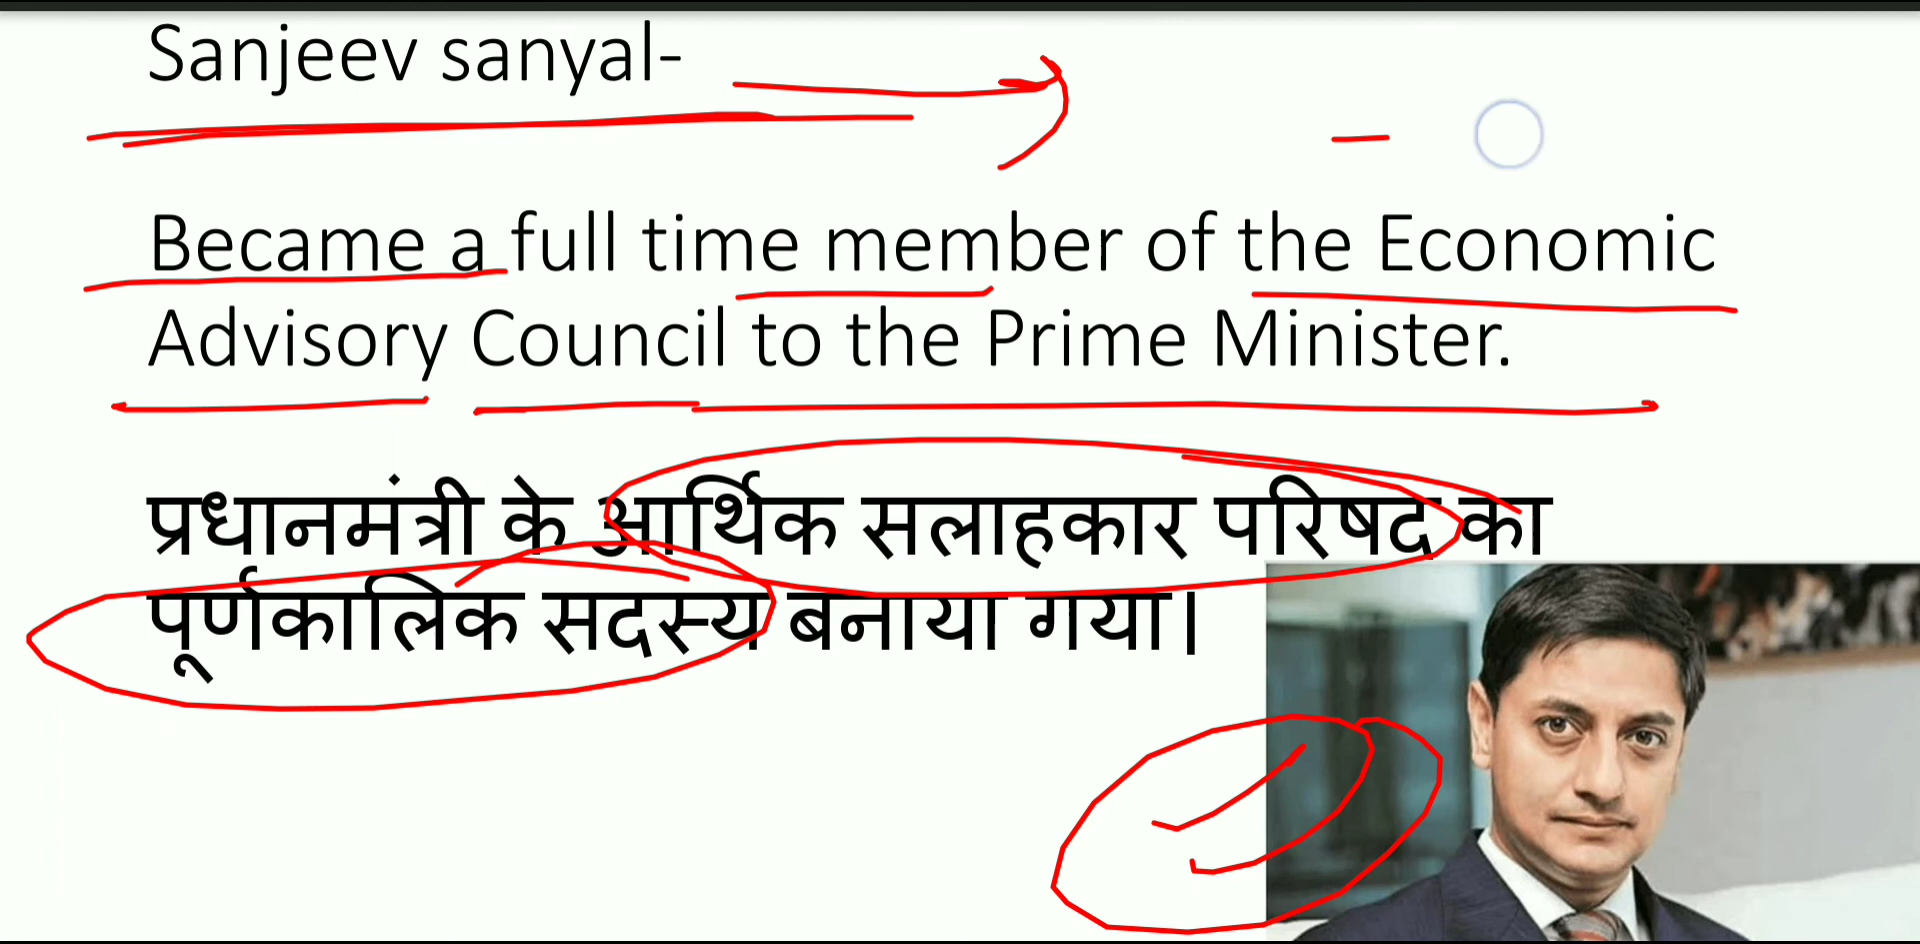 Sanjeev sanyal-
Became a full time member of the Economic
Advisory Council to the Prime Minister.
प्रधानमंत्री के आर्थिक सलाहकार परिषद का
पूर्णकालिक सदस्य बनाया गया।